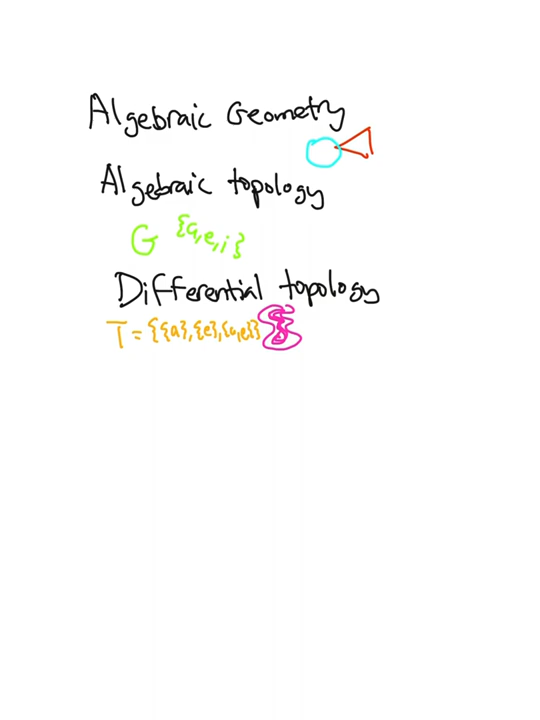 Algebraic Geometry
Algebraic topology
G {a,e,i}
Differential topology
T = {{a},{e},{a,e}}